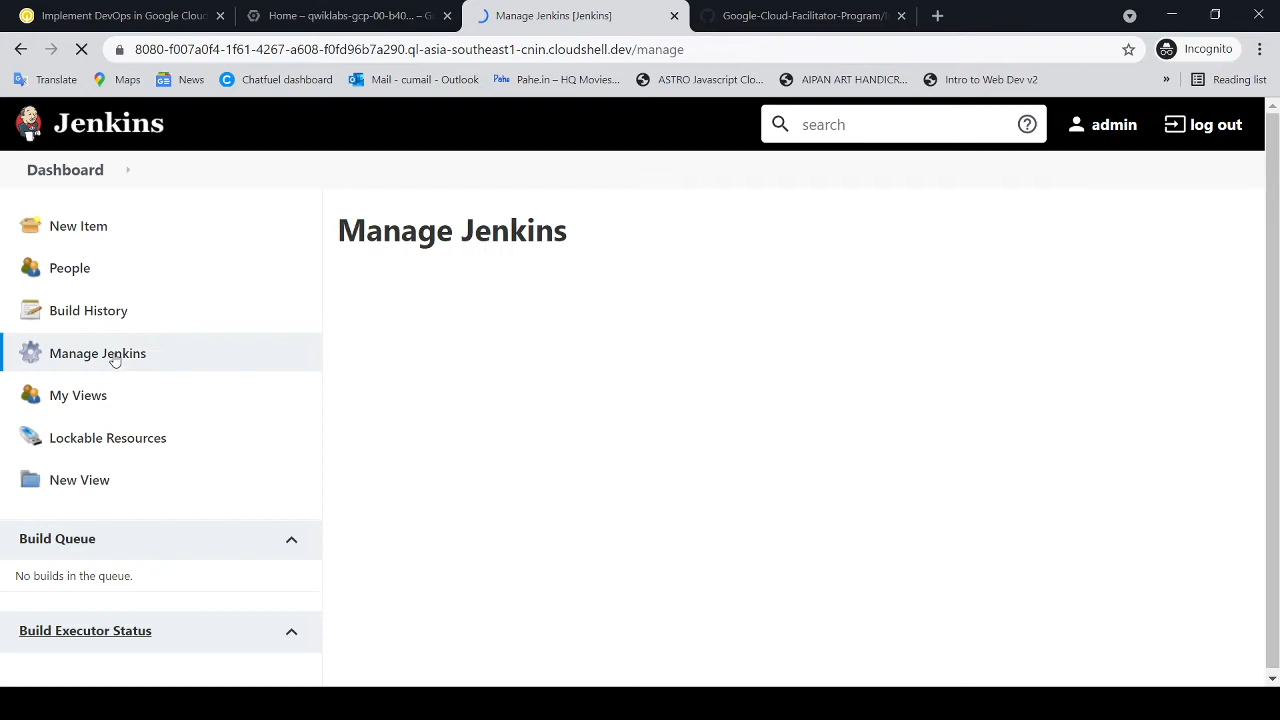 Implement DevOps in Google Cloud
Home – qwiklabs-gcp-00-b40... – G
Manage Jenkins [Jenkins]
Google-Cloud-Facilitator-Program/I
8080-f007a0f4-1f61-4267-a608-f0fd96b7a290.ql-asia-southeast1-cnin.cloudshell.dev/manage
Incognito
Translate
Maps
News
Chatfuel dashboard
Mail - cumail - Outlook
Pahe.in – HQ Movies...
ASTRO Javascript Clo...
AIPAN ART HANDICR...
Intro to Web Dev v2
»
Reading list
Jenkins
search
admin
log out
Dashboard
New Item
People
Build History
Manage Jenkins
My Views
Lockable Resources
New View
Manage Jenkins
Build Queue
No builds in the queue.
Build Executor Status